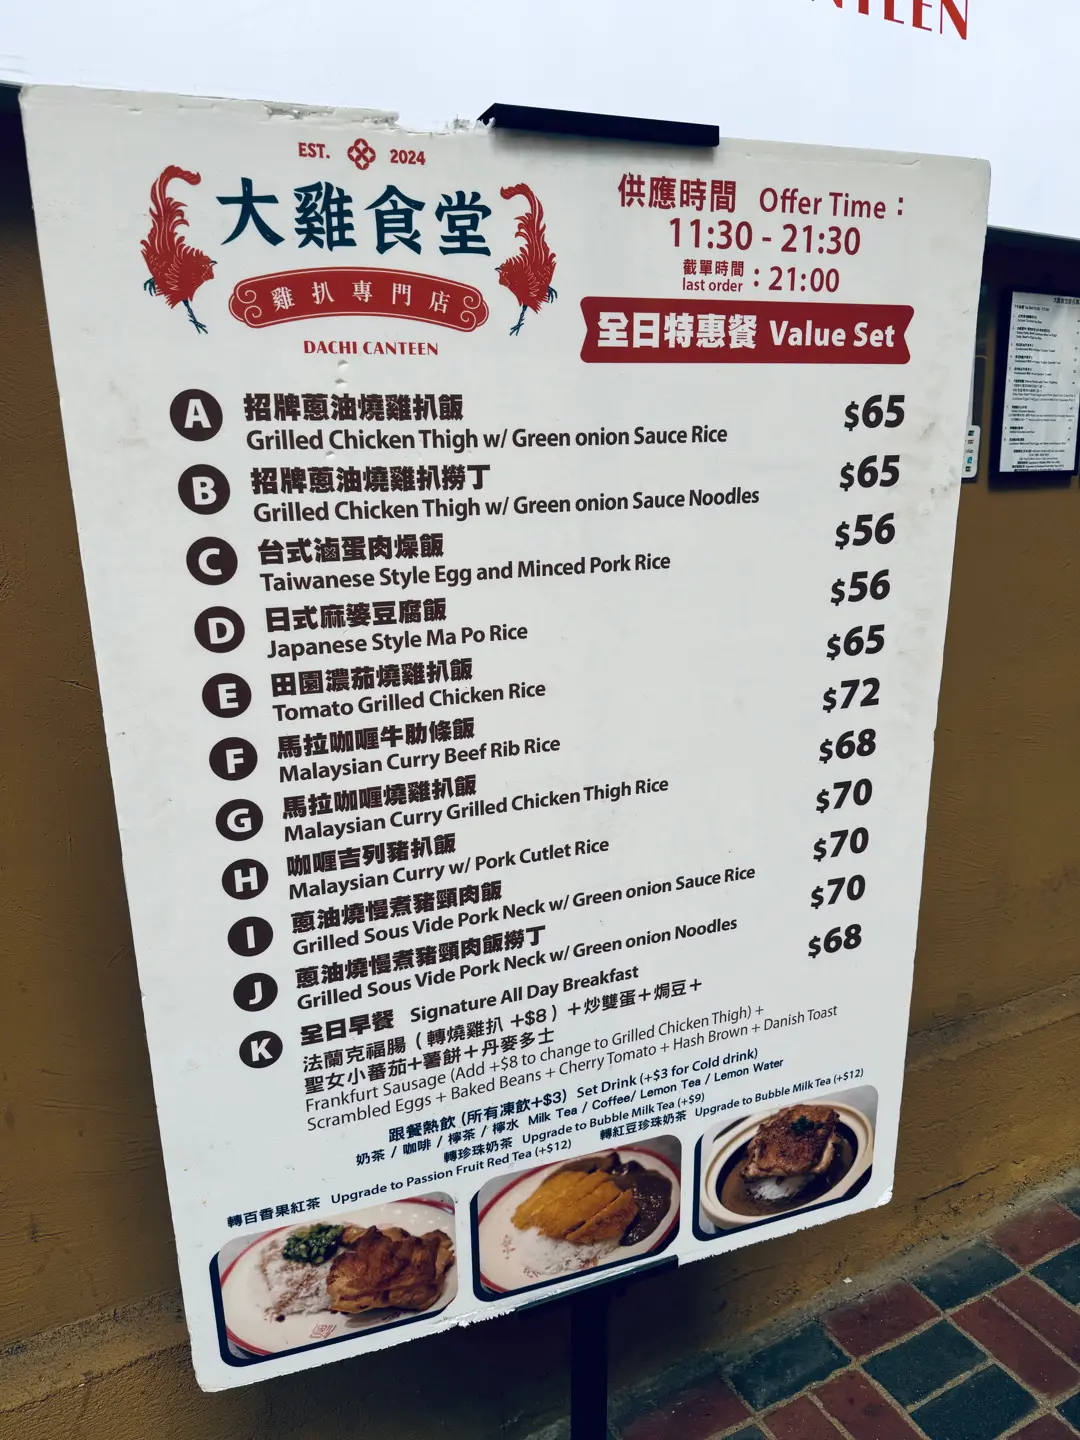 CANTEEN
EST. 2024
大雞食堂
雞扒專門店
DACHI CANTEEN
供應時間 Offer Time：
11:30 - 21:30
截單時間
last order：21:00
全日特惠餐 Value Set
A 招牌蔥油燒雞扒飯 $65
Grilled Chicken Thigh w/ Green onion Sauce Rice
B 招牌蔥油燒雞扒撈丁 $65
Grilled Chicken Thigh w/ Green onion Sauce Noodles
C 台式滷蛋肉燥飯 $56
Taiwanese Style Egg and Minced Pork Rice
D 日式麻婆豆腐飯 $56
Japanese Style Ma Po Rice
E 田園濃茄燒雞扒飯 $65
Tomato Grilled Chicken Rice
F 馬拉咖喱牛肋條飯 $72
Malaysian Curry Beef Rib Rice
G 馬拉咖喱燒雞扒飯 $68
Malaysian Curry Grilled Chicken Thigh Rice
H 咖喱吉列豬扒飯 $70
Malaysian Curry w/ Pork Cutlet Rice
I 蔥油燒慢煮豬頸肉飯 $70
Grilled Sous Vide Pork Neck w/ Green onion Sauce Rice
J 蔥油燒慢煮豬頸肉飯撈丁 $70
Grilled Sous Vide Pork Neck w/ Green onion Noodles
K 全日早餐 Signature All Day Breakfast $68
法蘭克福腸（轉燒雞扒 +$8）＋炒雙蛋＋焗豆＋
聖女小蕃茄＋薯餅＋丹麥多士
Frankfurt Sausage (Add +$8 to change to Grilled Chicken Thigh) +
Scrambled Eggs + Baked Beans + Cherry Tomato + Hash Brown + Danish Toast
跟餐熱飲 (所有凍飲+$3) Set Drink (+$3 for Cold drink)
奶茶 / 咖啡 / 檸茶 / 檸水 Milk Tea / Coffee/ Lemon Tea / Lemon Water
轉珍珠奶茶 Upgrade to Bubble Milk Tea (+$9)
轉紅豆珍珠奶茶 Upgrade to Bubble Milk Tea (+$12)
轉百香果紅茶 Upgrade to Passion Fruit Red Tea (+$12)